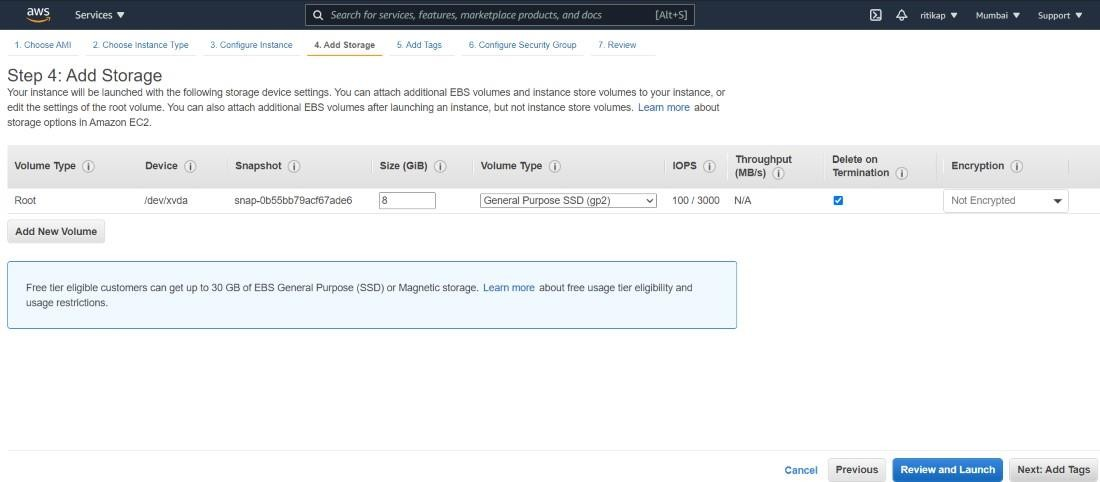 aws Services Search for services, features, marketplace products, and docs [Alt+S] ritikap Mumbai Support
1. Choose AMI 2. Choose Instance Type 3. Configure Instance 4. Add Storage 5. Add Tags 6. Configure Security Group 7. Review
Step 4: Add Storage
Your instance will be launched with the following storage device settings. You can attach additional EBS volumes and instance store volumes to your instance, or
edit the settings of the root volume. You can also attach additional EBS volumes after launching an instance, but not instance store volumes. Learn more about
storage options in Amazon EC2.
Volume Type i Device i Snapshot i Size (GiB) i Volume Type i IOPS i Throughput (MB/s) i Delete on Termination i Encryption i
Root /dev/xvda snap-0b55bb79acf67ade6 8 General Purpose SSD (gp2) 100 / 3000 N/A Not Encrypted
Add New Volume
Free tier eligible customers can get up to 30 GB of EBS General Purpose (SSD) or Magnetic storage. Learn more about free usage tier eligibility and
usage restrictions.
Cancel Previous Review and Launch Next: Add Tags